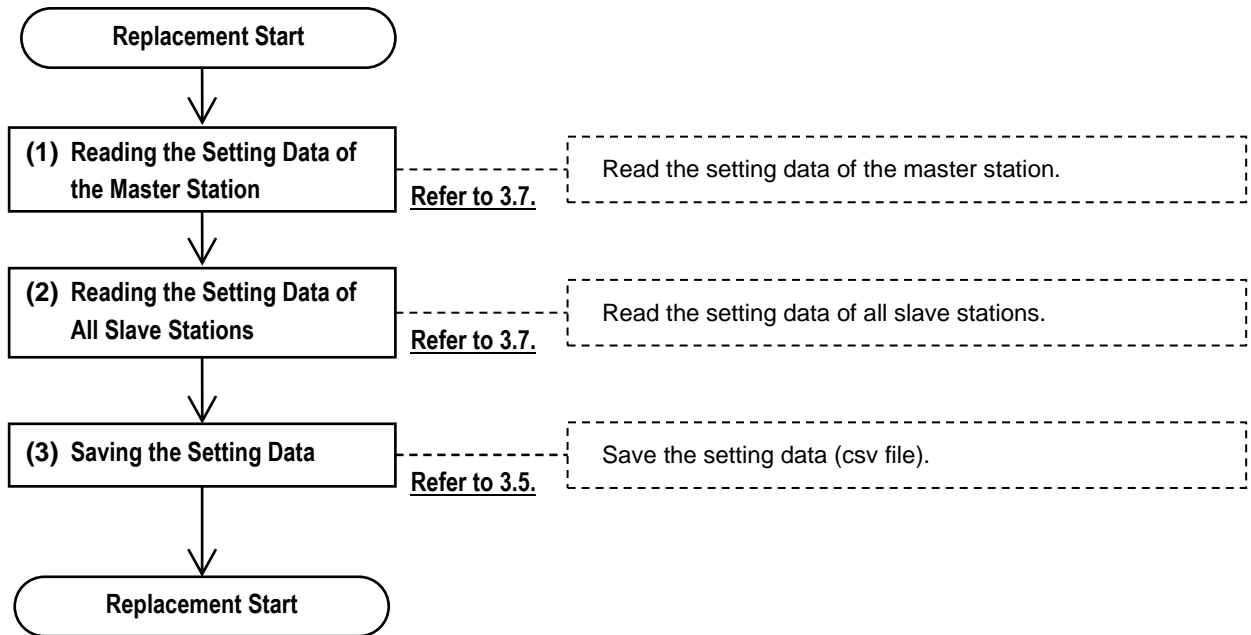 Replacement Start
(1) Reading the Setting Data of
the Master Station
Read the setting data of the master station.
Refer to 3.7.
(2) Reading the Setting Data of
All Slave Stations
Read the setting data of all slave stations.
Refer to 3.7.
(3) Saving the Setting Data
Save the setting data (csv file).
Refer to 3.5.
Replacement Start